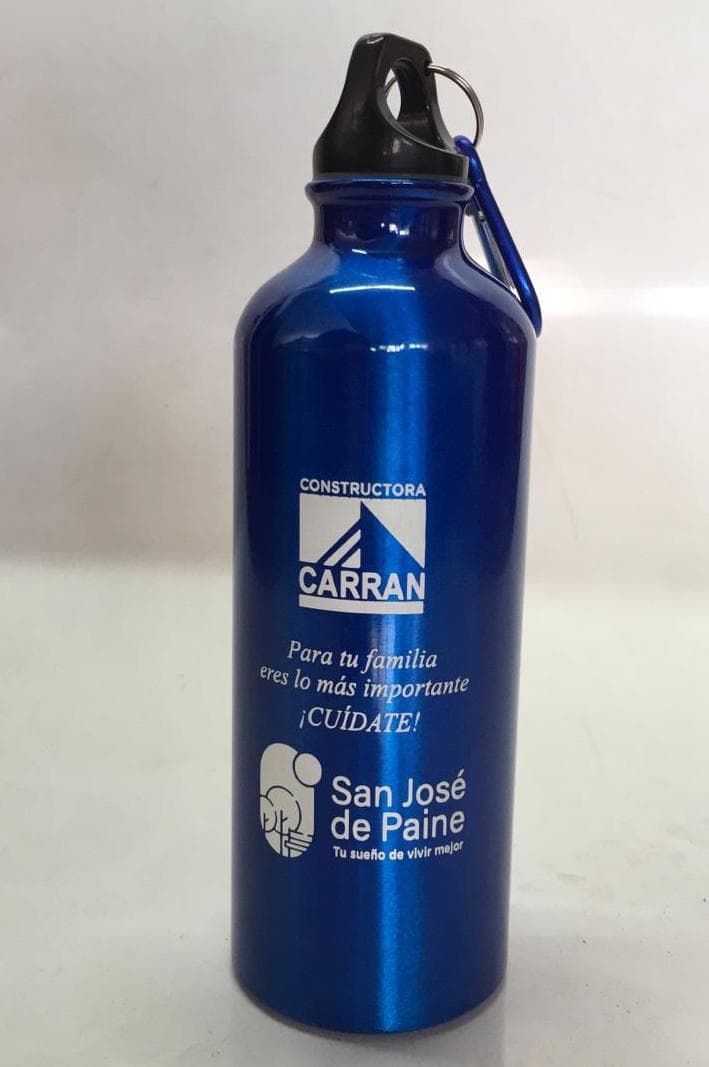 CONSTRUCTORA
CARRAN
Para tu familia
eres lo más importante
¡CUÍDATE!
San José
de Paine
Tu sueño de vivir mejor